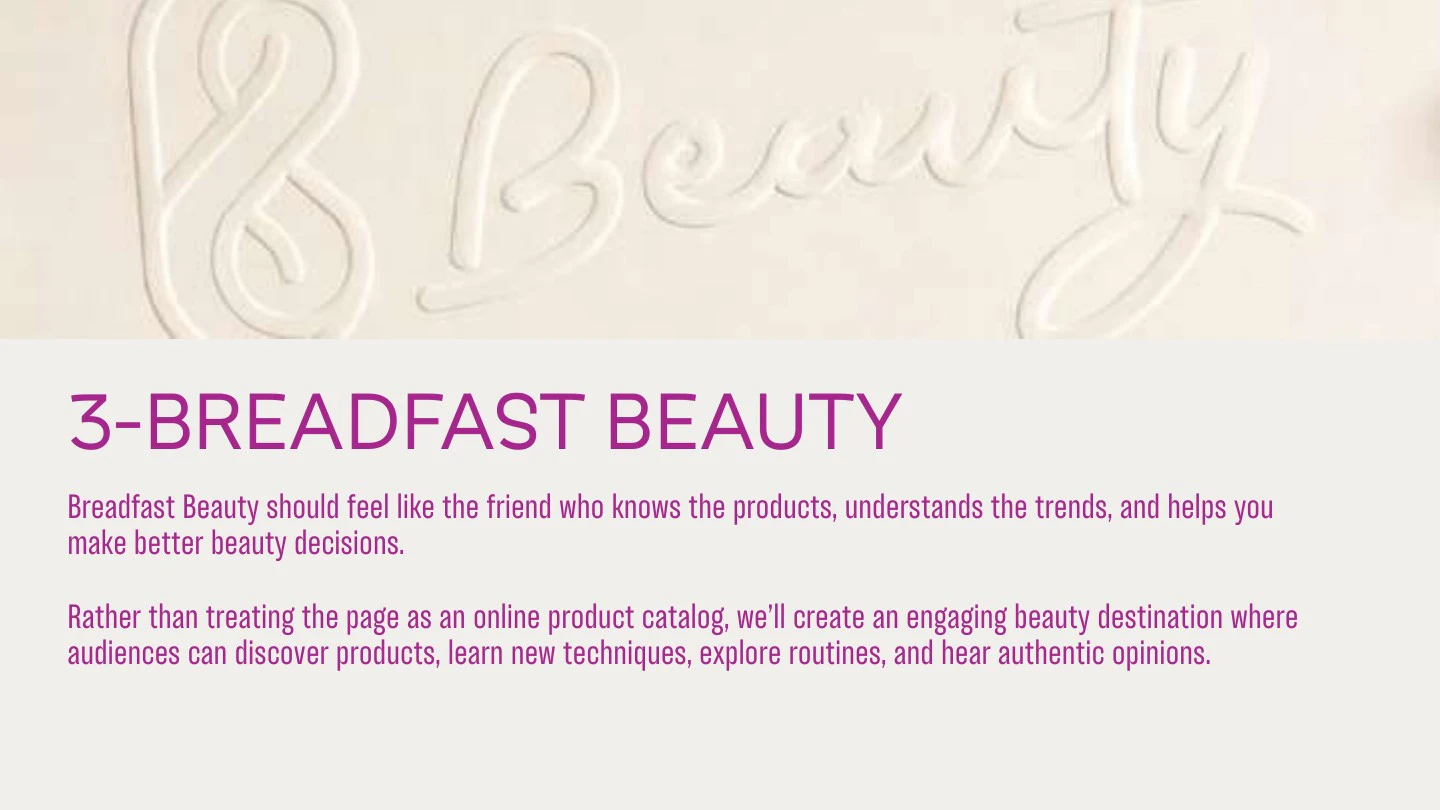 Beauty
3-BREADFAST BEAUTY
Breadfast Beauty should feel like the friend who knows the products, understands the trends, and helps you
make better beauty decisions.
Rather than treating the page as an online product catalog, we’ll create an engaging beauty destination where
audiences can discover products, learn new techniques, explore routines, and hear authentic opinions.